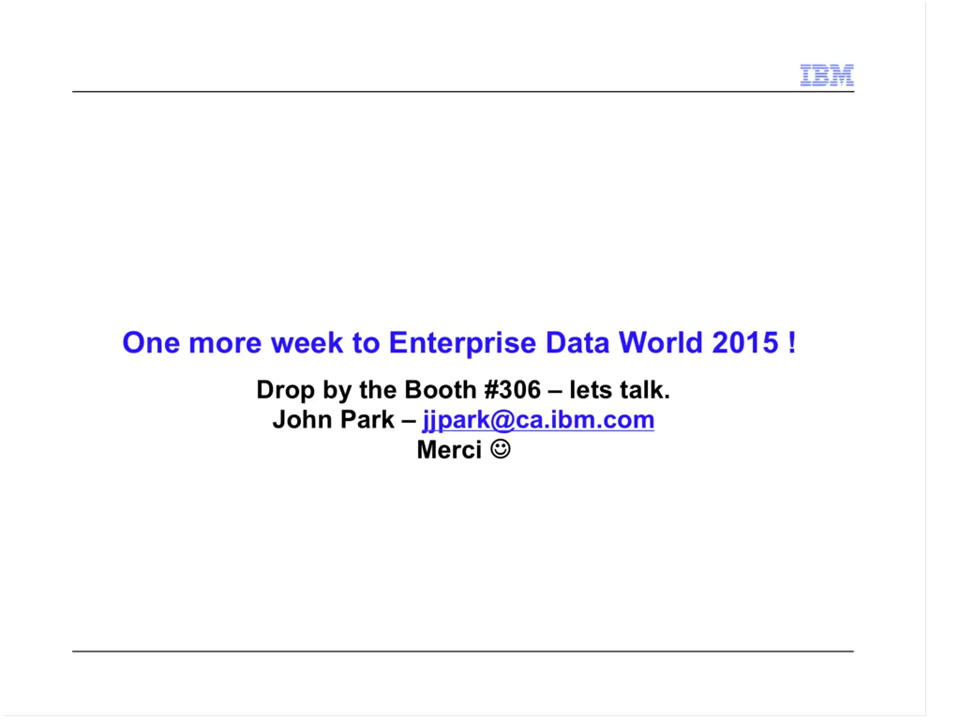 IBM
One more week to Enterprise Data World 2015 !
Drop by the Booth #306 – lets talk.
John Park – jjpark@ca.ibm.com
Merci ☺